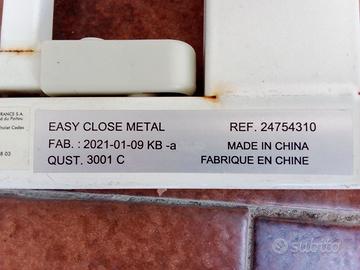 FRANCE S.A.
EASY CLOSE METAL
REF. 24754310
FAB. : 2021-01-09 KB -a
MADE IN CHINA
QUST. 3001 C
FABRIQUE EN CHINE
subito